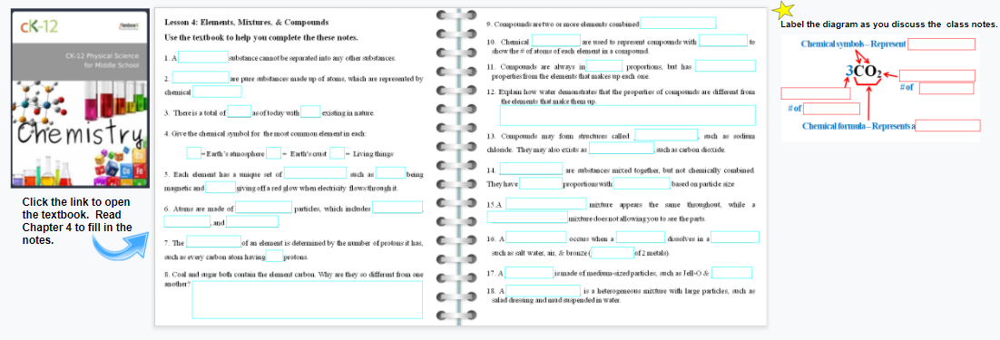 cK-12
flexbook
CK-12 Physical Science
for Middle School
Chemistry
Click the link to open
the textbook. Read
Chapter 4 to fill in the
notes.
Lesson 4: Elements, Mixtures, & Compounds
Use the textbook to help you complete the these notes.
1. A substance cannot be separated into any other substances.
2. are pure substances made up of atoms, which are represented by
chemical
3. There is a total of as of today with existing in nature.
4. Give the chemical symbol for the most common element in each:
= Earth's atmosphere = Earth's crust = Living things
5. Each element has a unique set of such as being
magnetic and giving off a red glow when electricity flows through it.
6. Atoms are made of particles, which includes ,
, and
7. The of an element is determined by the number of protons it has,
such as every carbon atom having protons.
8. Coal and sugar both contain the element carbon. Why are they so different from one
another?
9. Compounds are two or more elements combined
10. Chemical are used to represent compounds with to
show the # of atoms of each element in a compound.
11. Compounds are always in proportions, but has
properties from the elements that makes up each one.
12. Explain how water demonstrates that the properties of compounds are different from
the elements that make them up.
13. Compounds may form structures called , such as sodium
chloride. They may also exists as , such as carbon dioxide.
14. are substances mixed together, but not chemically combined.
They have proportions with based on particle size
15. A mixture appears the same throughout, while a
mixture does not allowing you to see the parts.
16. A occurs when a dissolves in a
such as salt water, air, & bronze ( of 2 metals).
17. A is made of medium-sized particles, such as Jell-O &
18. A is a heterogeneous mixture with large particles, such as
salad dressing and mud suspended in water.
Label the diagram as you discuss the class notes.
Chemical symbols – Represent
3CO₂
# of
# of
Chemical formula – Represents a